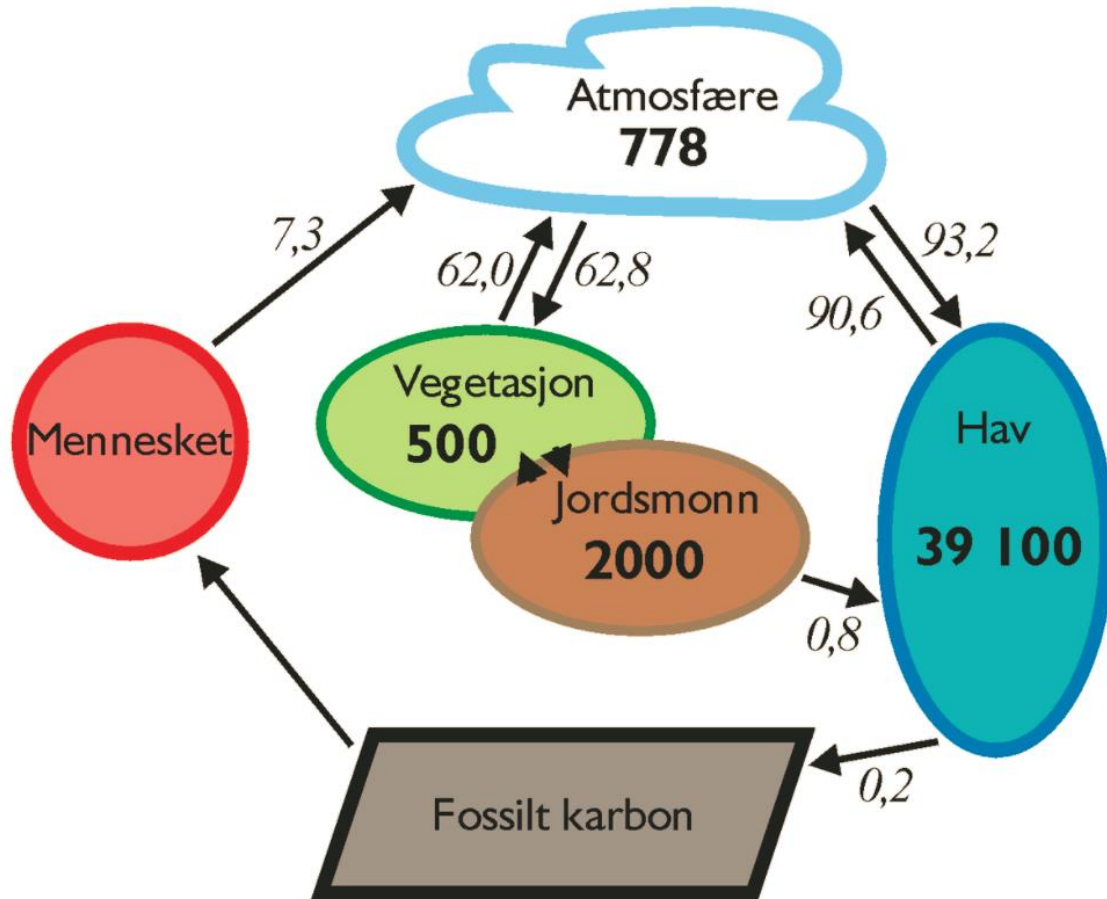 Atmosfære
778
7,3
62,0
62,8
93,2
90,6
Mennesket
Vegetasjon
500
Jordsmonn
2000
Hav
39 100
0,8
0,2
Fossilt karbon